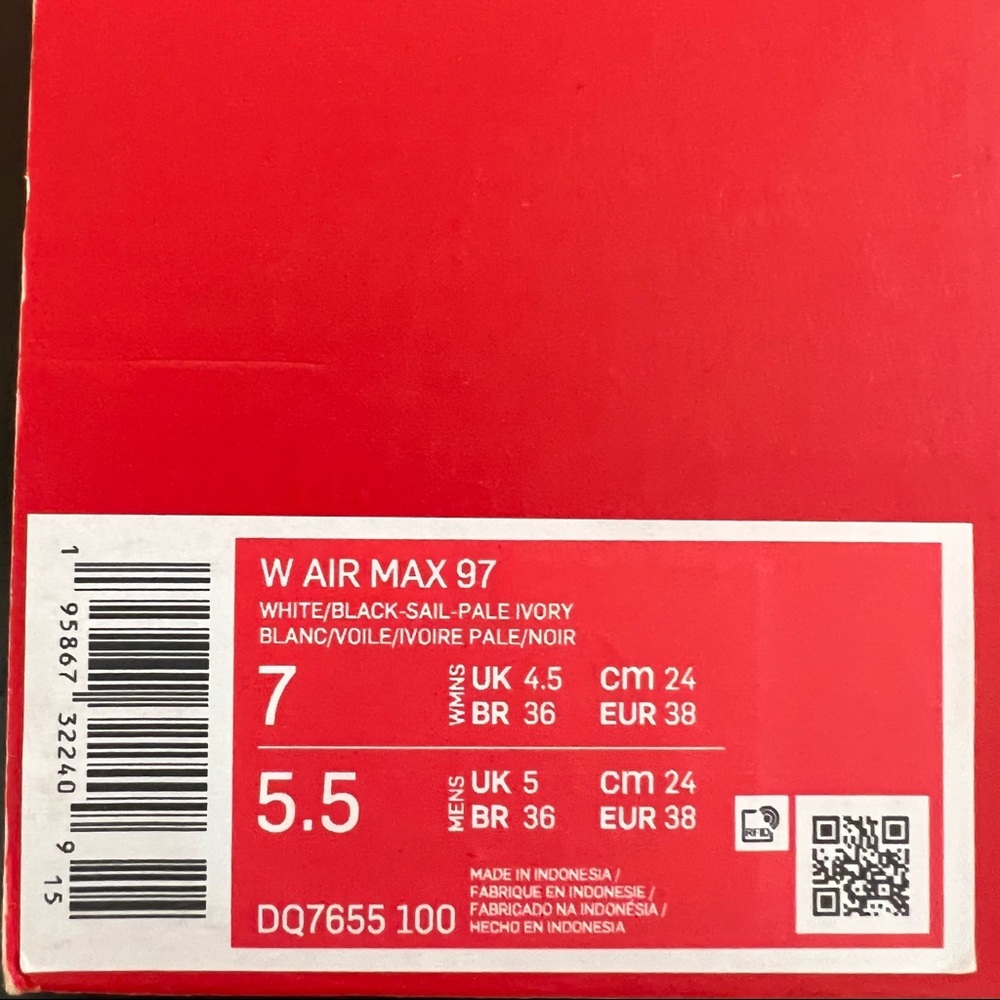 W AIR MAX 97
WHITE/BLACK-SAIL-PALE IVORY
BLANC/VOILE/IVOIRE PALE/NOIR
7 WMNS UK 4.5 cm 24
BR 36 EUR 38
5.5 MENS UK 5 cm 24
BR 36 EUR 38
RFID
MADE IN INDONESIA /
FABRIQUE EN INDONESIE /
FABRICADO NA INDONÉSIA /
HECHO EN INDONESIA
DQ7655 100
1 95867 32240 9 15